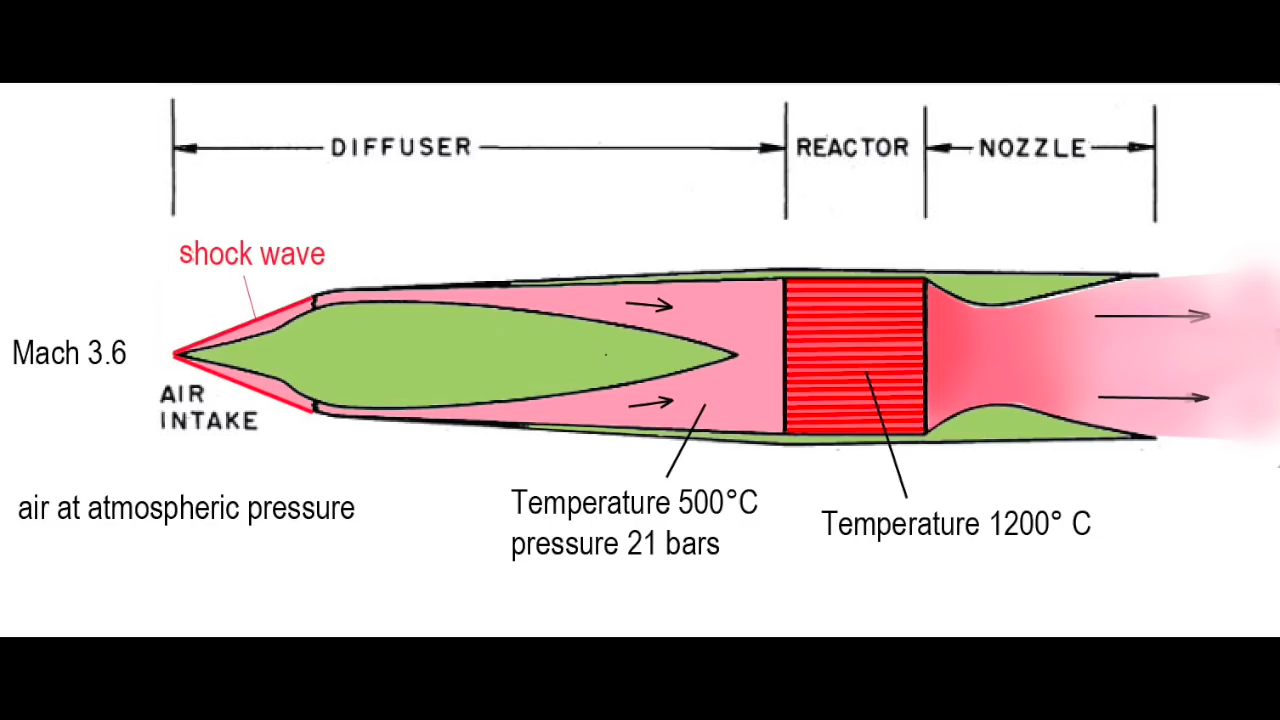 DIFFUSER
REACTOR
NOZZLE
shock wave
Mach 3.6
AIR
INTAKE
air at atmospheric pressure
Temperature 500°C
pressure 21 bars
Temperature 1200° C